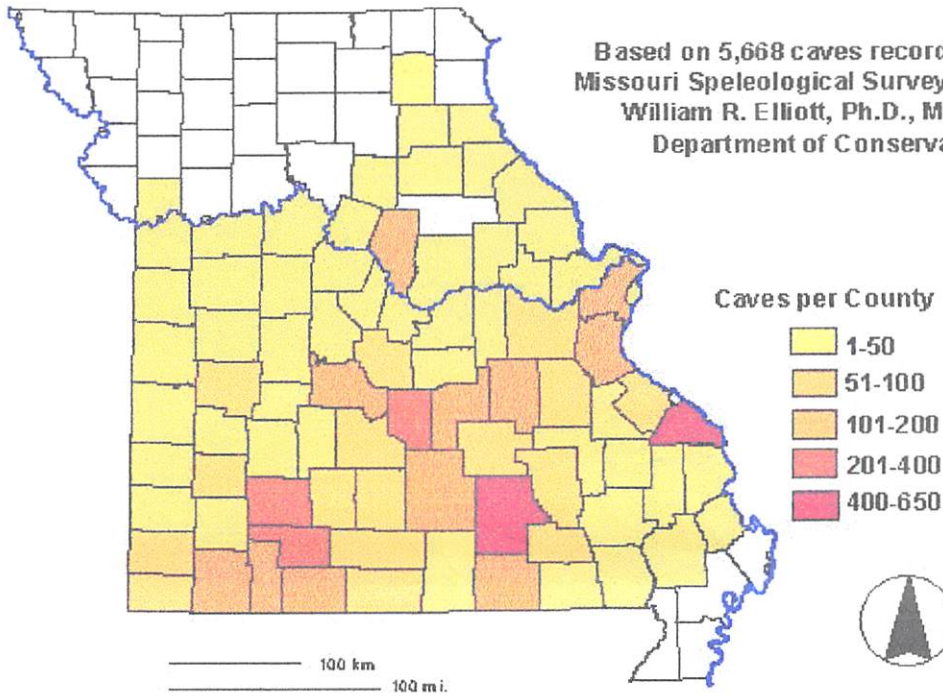 Based on 5,668 caves record
Missouri Speleological Survey
William R. Elliott, Ph.D., M
Department of Conserva
Caves per County
1-50
51-100
101-200
201-400
400-650
100 km
100 mi.